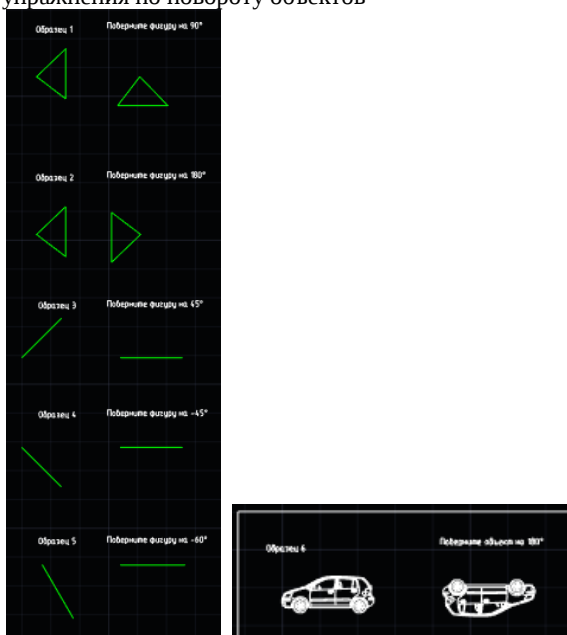 упражнения по повороту объектов
Образец 1
Поверните фигуру на 90°
Образец 2
Поверните фигуру на 180°
Образец 3
Поверните фигуру на 45°
Образец 4
Поверните фигуру на -45°
Образец 5
Поверните фигуру на -60°
Образец 6
Поверните объект на 180°